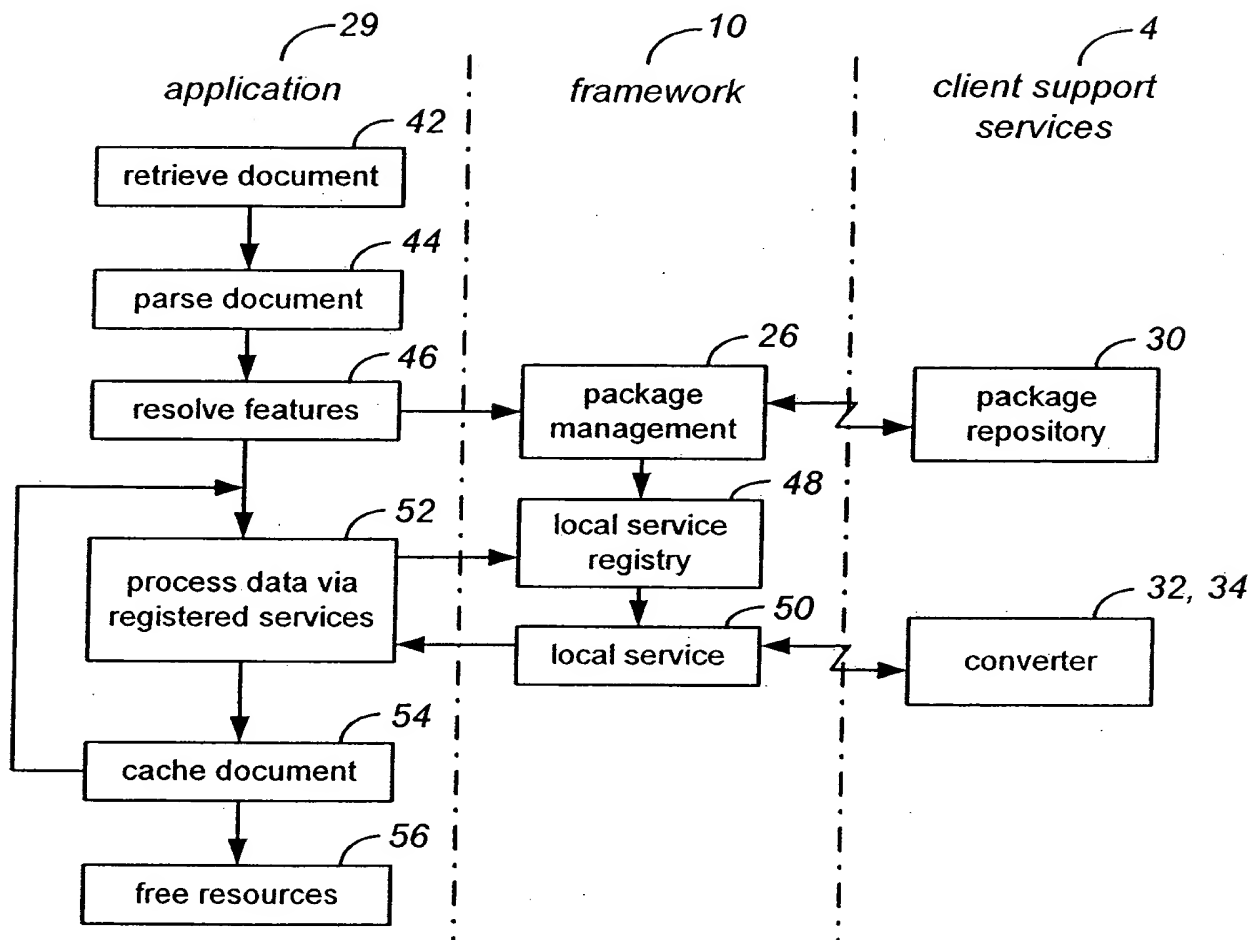 29
10
4
application
framework
client support
services
42
retrieve document
44
parse document
46
resolve features
26
package
management
30
package
repository
48
local service
registry
52
process data via
registered services
50
local service
32, 34
converter
54
cache document
56
free resources